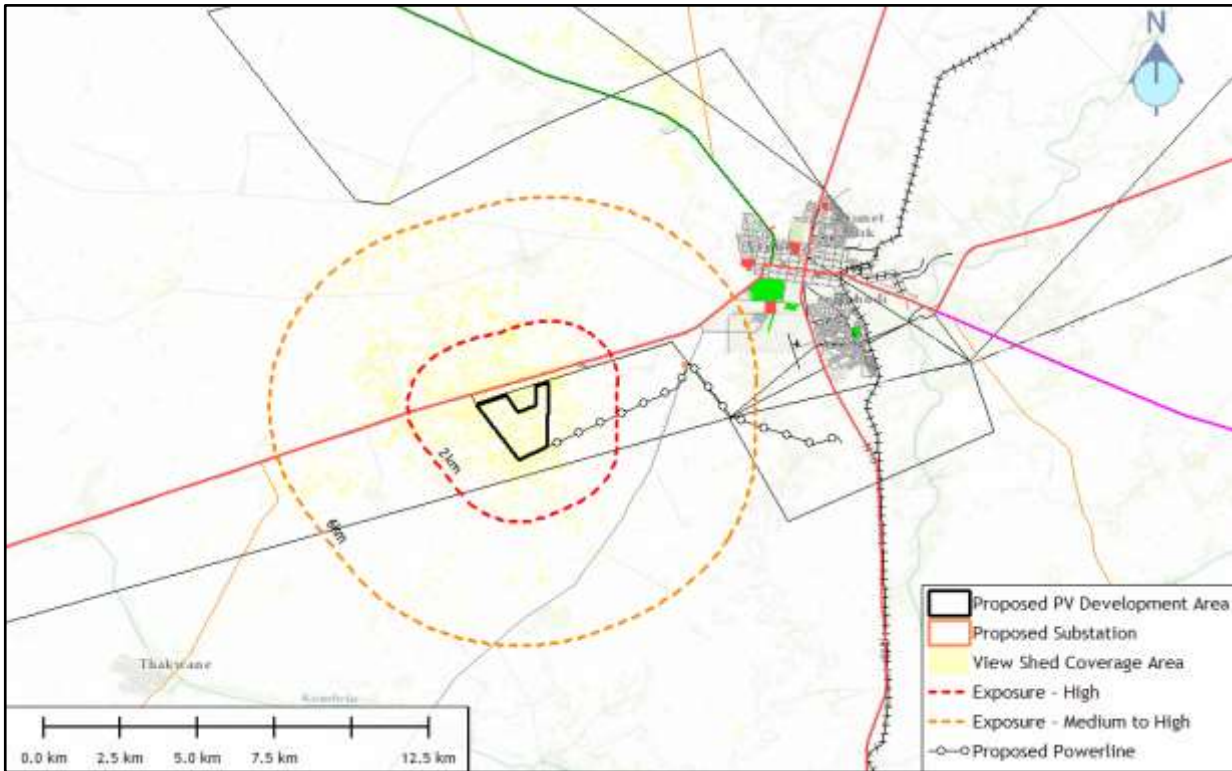 N
2km
6km
Thakwane
Proposed PV Development Area
Proposed Substation
View Shed Coverage Area
Exposure - High
Exposure - Medium to High
Proposed Powerline
0.0 km 2.5 km 5.0 km 7.5 km 12.5 km